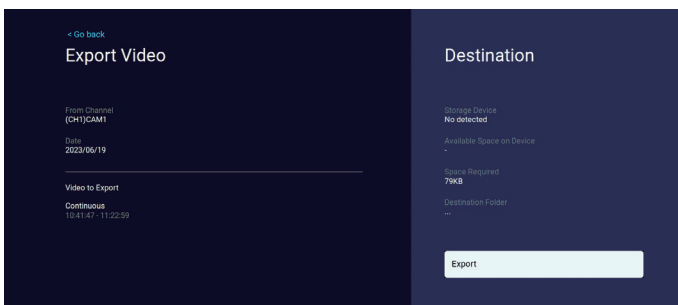 < Go back
Export Video
From Channel
(CH1)CAM1
Date
2023/06/19
Video to Export
Continuous
10:41:47 - 11:22:59
Destination
Storage Device
No detected
Available Space on Device
-
Space Required
79KB
Destination Folder
...
Export